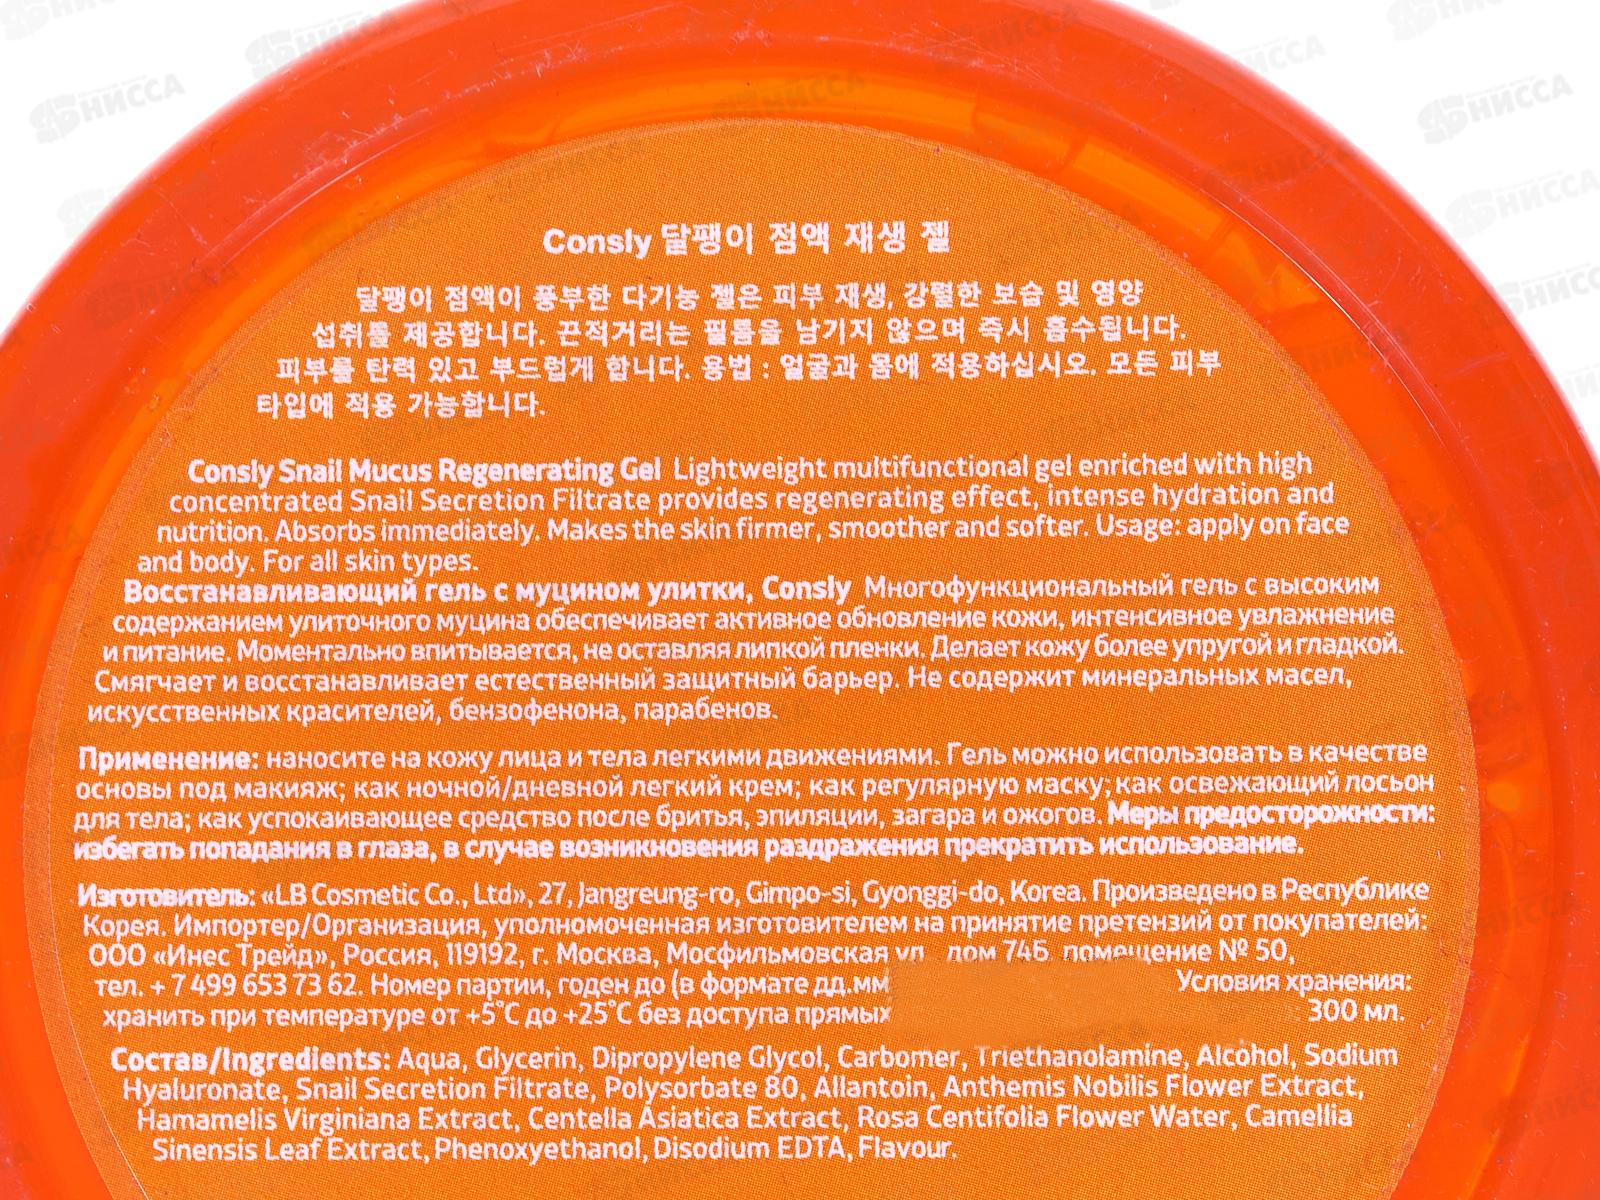 Consly 달팽이 점액 재생 젤
달팽이 점액이 풍부한 다기능 젤은 피부 재생, 강렬한 보습 및 영양
섭취를 제공합니다. 끈적거리는 필름을 남기지 않으며 즉시 흡수됩니다.
피부를 탄력 있고 부드럽게 합니다. 용법 : 얼굴과 몸에 적용하십시오. 모든 피부
타입에 적용 가능합니다.
Consly Snail Mucus Regenerating Gel Lightweight multifunctional gel enriched with high
concentrated Snail Secretion Filtrate provides regenerating effect, intense hydration and
nutrition. Absorbs immediately. Makes the skin firmer, smoother and softer. Usage: apply on face
and body. For all skin types.
Восстанавливающий гель с муцином улитки, Consly Многофункциональный гель с высоким
содержанием улиточного муцина обеспечивает активное обновление кожи, интенсивное увлажнение
и питание. Моментально впитывается, не оставляя липкой пленки. Делает кожу более упругой и гладкой.
Смягчает и восстанавливает естественный защитный барьер. Не содержит минеральных масел,
искусственных красителей, бензофенона, парабенов.
Применение: наносите на кожу лица и тела легкими движениями. Гель можно использовать в качестве
основы под макияж; как ночной/дневной легкий крем; как регулярную маску; как освежающий лосьон
для тела; как успокаивающее средство после бритья, эпиляции, загара и ожогов. Меры предосторожности:
избегать попадания в глаза, в случае возникновения раздражения прекратить использование.
Изготовитель: «LB Cosmetic Co., Ltd», 27, Jangreung-ro, Gimpo-si, Gyonggi-do, Korea. Произведено в Республике
Корея. Импортер/Организация, уполномоченная изготовителем на принятие претензий от покупателей:
ООО «Инес Трейд», Россия, 119192, г. Москва, Мосфильмовская ул., дом 74Б, помещение № 50,
тел. + 7 499 653 73 62. Номер партии, годен до (в формате дд.мм Условия хранения:
хранить при температуре от +5°C до +25°C без доступа прямых 300 мл.
Состав/Ingredients: Aqua, Glycerin, Dipropylene Glycol, Carbomer, Triethanolamine, Alcohol, Sodium
Hyaluronate, Snail Secretion Filtrate, Polysorbate 80, Allantoin, Anthemis Nobilis Flower Extract,
Hamamelis Virginiana Extract, Centella Asiatica Extract, Rosa Centifolia Flower Water, Camellia
Sinensis Leaf Extract, Phenoxyethanol, Disodium EDTA, Flavour.
НИССА